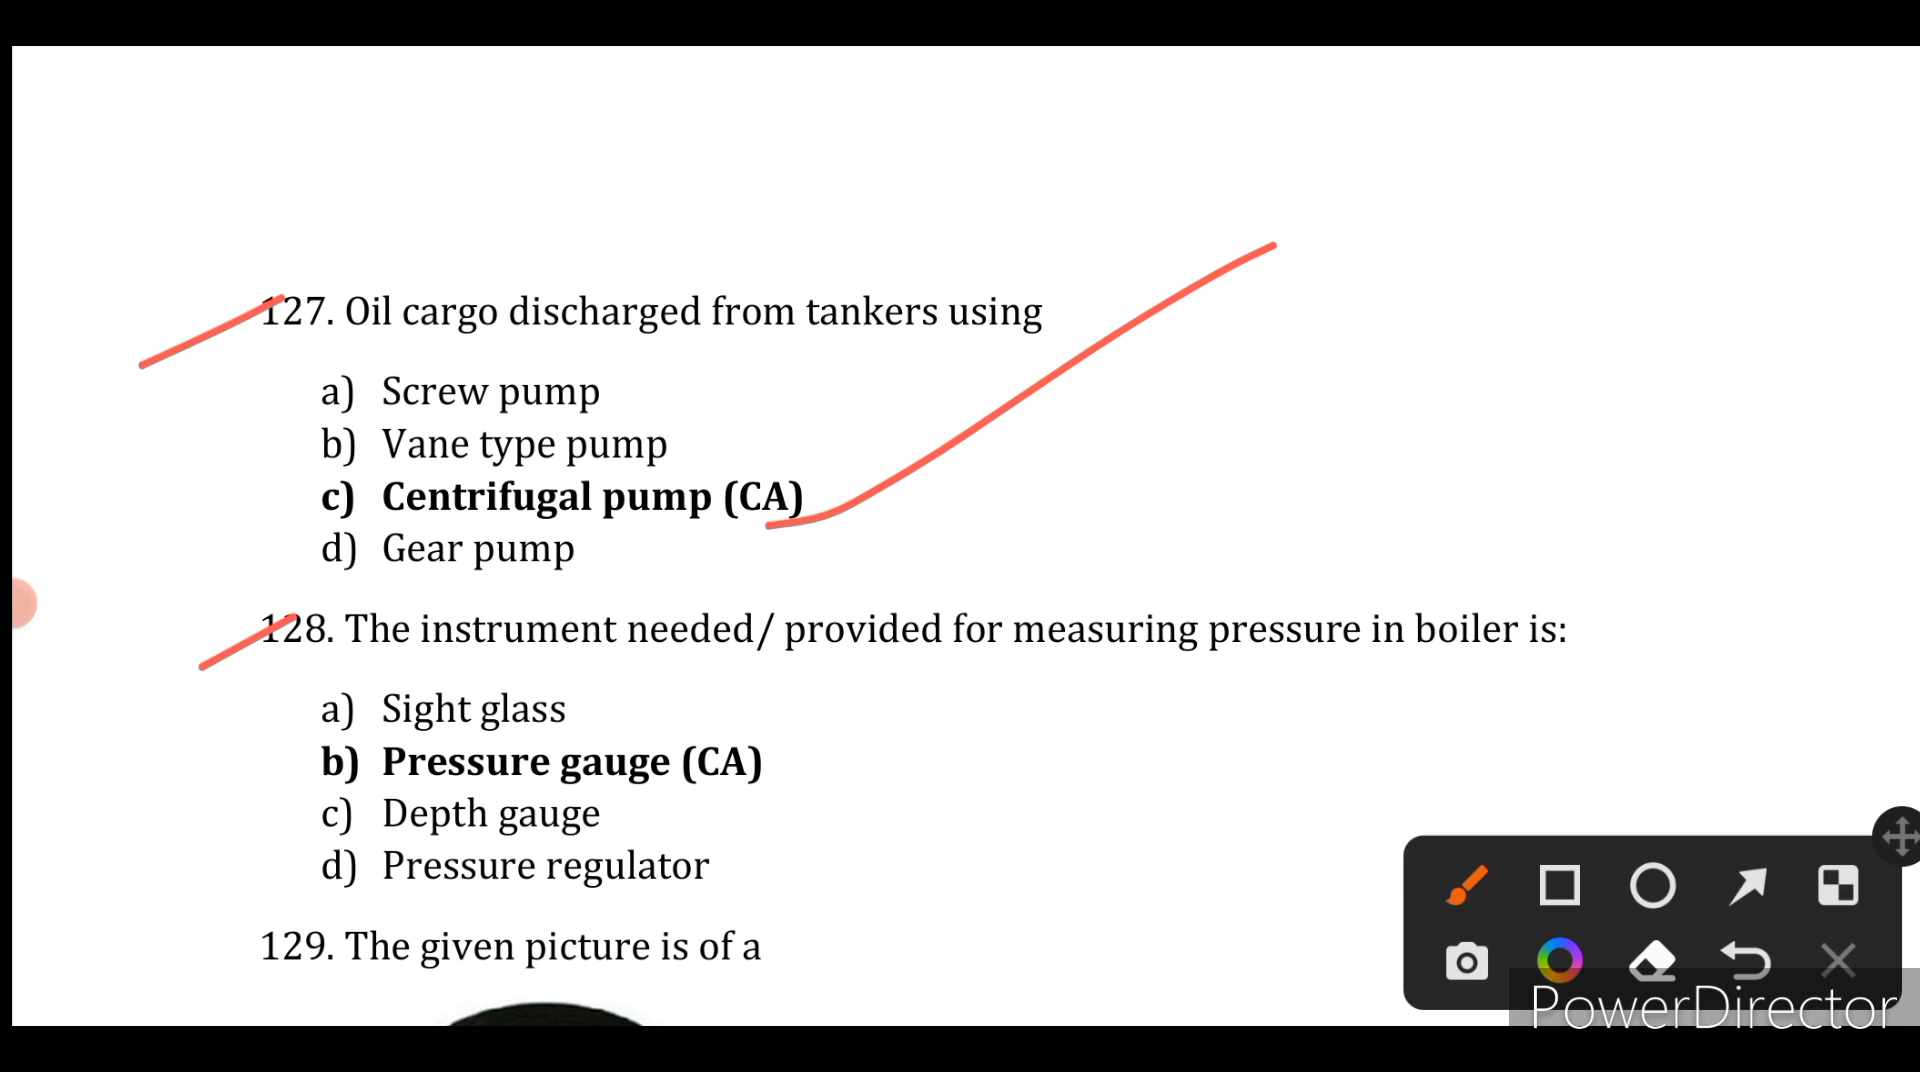 127. Oil cargo discharged from tankers using
a) Screw pump
b) Vane type pump
c) Centrifugal pump (CA)
d) Gear pump
128. The instrument needed/ provided for measuring pressure in boiler is:
a) Sight glass
b) Pressure gauge (CA)
c) Depth gauge
d) Pressure regulator
129. The given picture is of a
PowerDirector